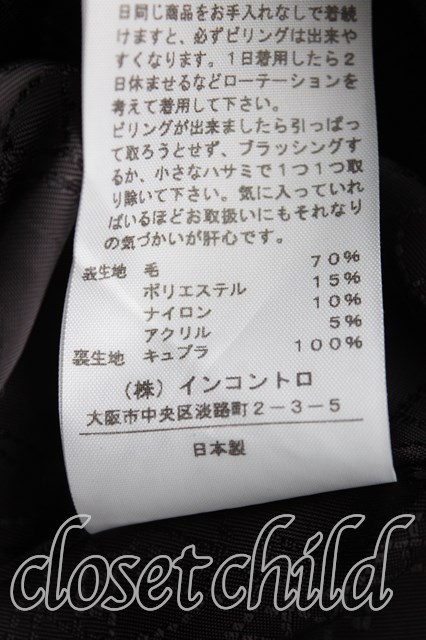 日同じ商品をお手入れなしで着続
けますと、必ずピリングは出来や
すくなります。1日着用したら2
日休ませるなどローテーションを
考えて着用して下さい。
ピリングが出来ましたら引っぱっ
て取ろうとせず、ブラッシングす
るか、小さなハサミで1つ1つ取
り除いて下さい。気に入っていれ
ばいるほどお取扱いにもそれなり
の気づかいが肝心です。
表生地 毛 70%
ポリエステル 15%
ナイロン 10%
アクリル 5%
裏生地 キュプラ 100%
(株)インコントロ
大阪市中央区淡路町2-3-5
日本製
closet child